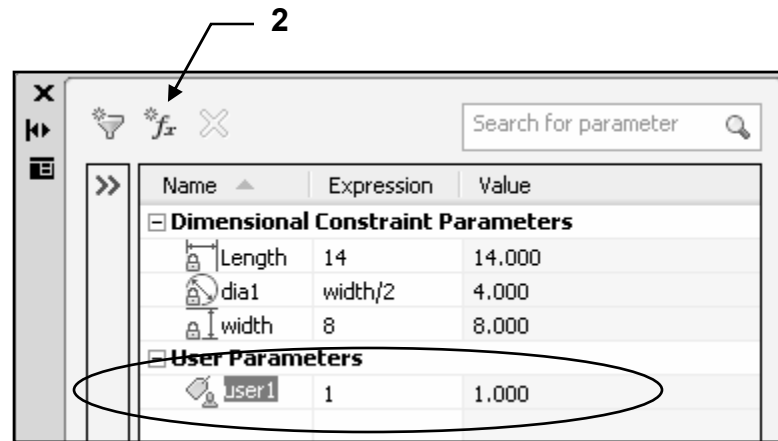 2
fx
Search for parameter
Name Expression Value
Dimensional Constraint Parameters
Length 14 14.000
dia1 width/2 4.000
width 8 8.000
User Parameters
user1 1 1.000